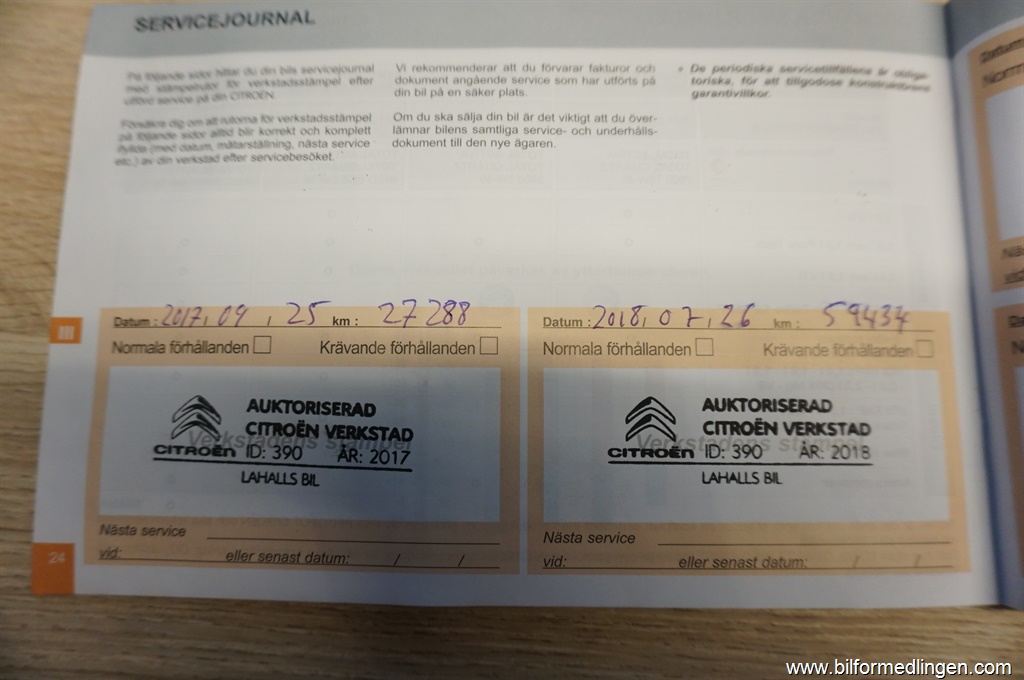 SERVICEJOURNAL
På följande sidor hittar du din bils servicejournal
med stämpelrutor för verkstadsstämpel efter
utförd service på din CITROËN.
Försäkra dig om att rutorna för verkstadsstämpel
på följande sidor alltid blir korrekt och komplett
ifyllda (med datum, mätarställning, nästa service
etc.) av din verkstad efter servicebesöket.
Vi rekommenderar att du förvarar fakturor och
dokument angående service som har utförts på
din bil på en säker plats.
Om du ska sälja din bil är det viktigt att du över-
lämnar bilens samtliga service- och underhålls-
dokument till den nye ägaren.
De periodiska servicetillfällena är obliga-
toriska, för att tillgodose konstruktörens
garantivillkor.
III
Datum : 2017, 09, 25 km : 27288
Normala förhållanden Krävande förhållanden
Verkstadens stämpel
AUKTORISERAD
CITROËN VERKSTAD
CITROËN ID: 390 ÅR: 2017
LAHALLS BIL
Nästa service
vid: eller senast datum: / /
Datum : 2018, 07, 26 km : 59434
Normala förhållanden Krävande förhållanden
Verkstadens stämpel
AUKTORISERAD
CITROËN VERKSTAD
CITROËN ID: 390 ÅR: 2018
LAHALLS BIL
Nästa service
vid: eller senast datum: / /
24
Datum
Norm
www.bilformedlingen.com